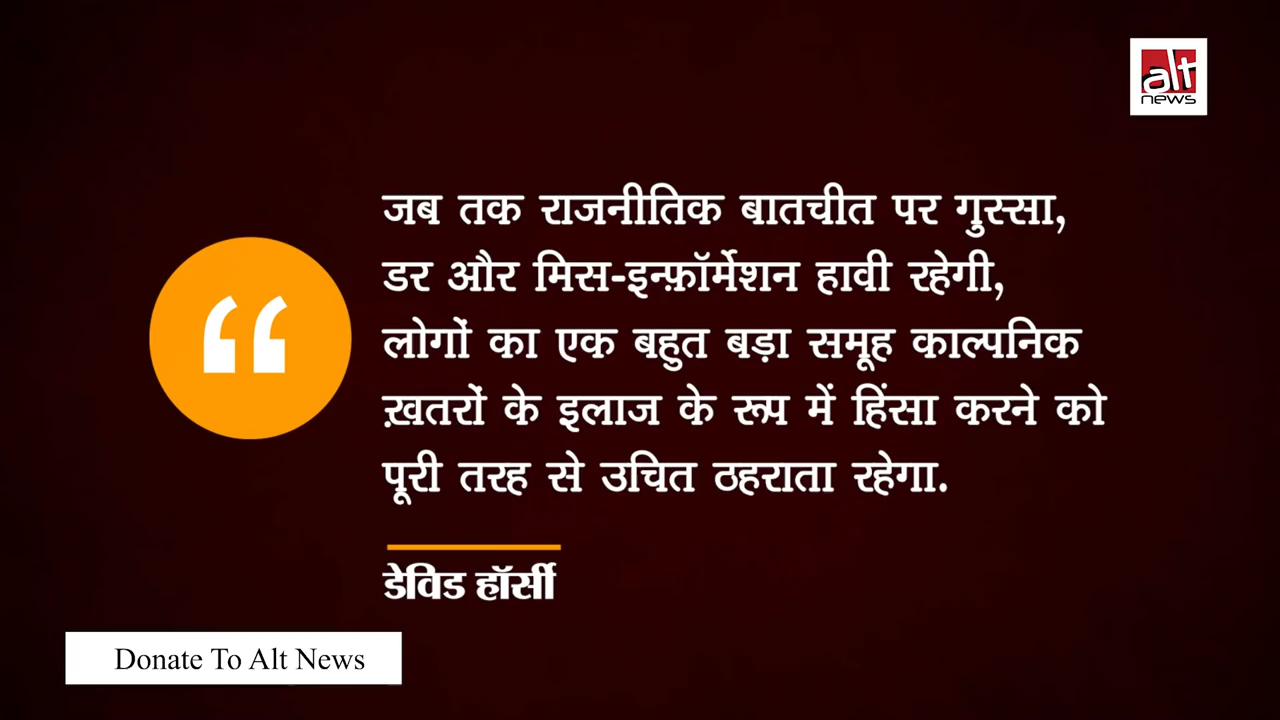 alt
news
जब तक राजनीतिक बातचीत पर गुस्सा,
डर और मिस-इन्फ़ॉर्मेशन हावी रहेगी,
लोगों का एक बहुत बड़ा समूह काल्पनिक
ख़तरों के इलाज के रूप में हिंसा करने को
पूरी तरह से उचित ठहराता रहेगा.
डेविड हॉर्सी
Donate To Alt News